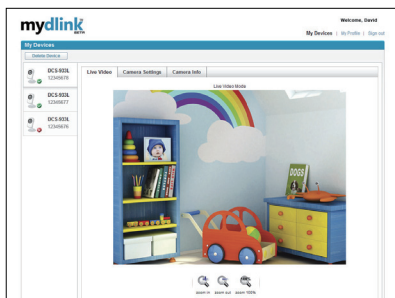 mydlink
BETA
Welcome, David
My Devices | My Profile | Sign out
My Devices
Delete Device
DCS-933L
12345678
DCS-933L
12345677
DCS-933L
12345676
Live Video
Camera Settings
Camera Info
Live Video Mode
DOGS
zoom in
zoom out
zoom 100%